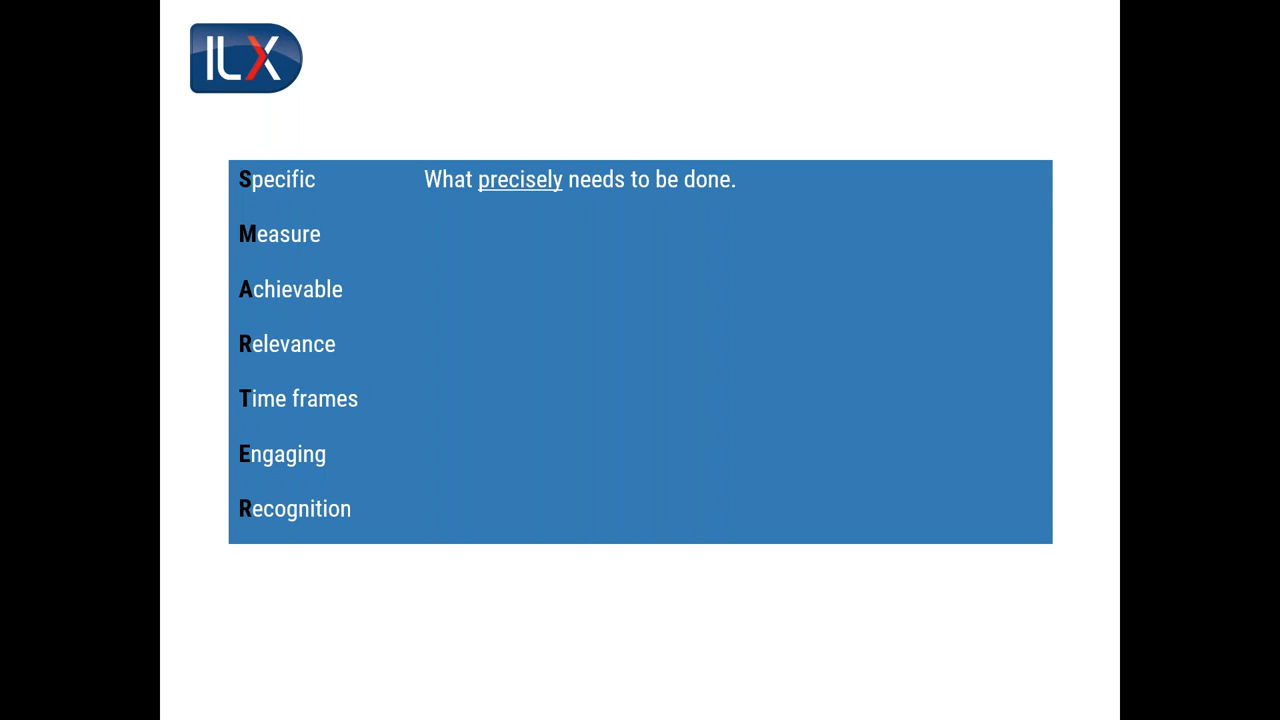 ILX
Specific What precisely needs to be done.
Measure
Achievable
Relevance
Time frames
Engaging
Recognition